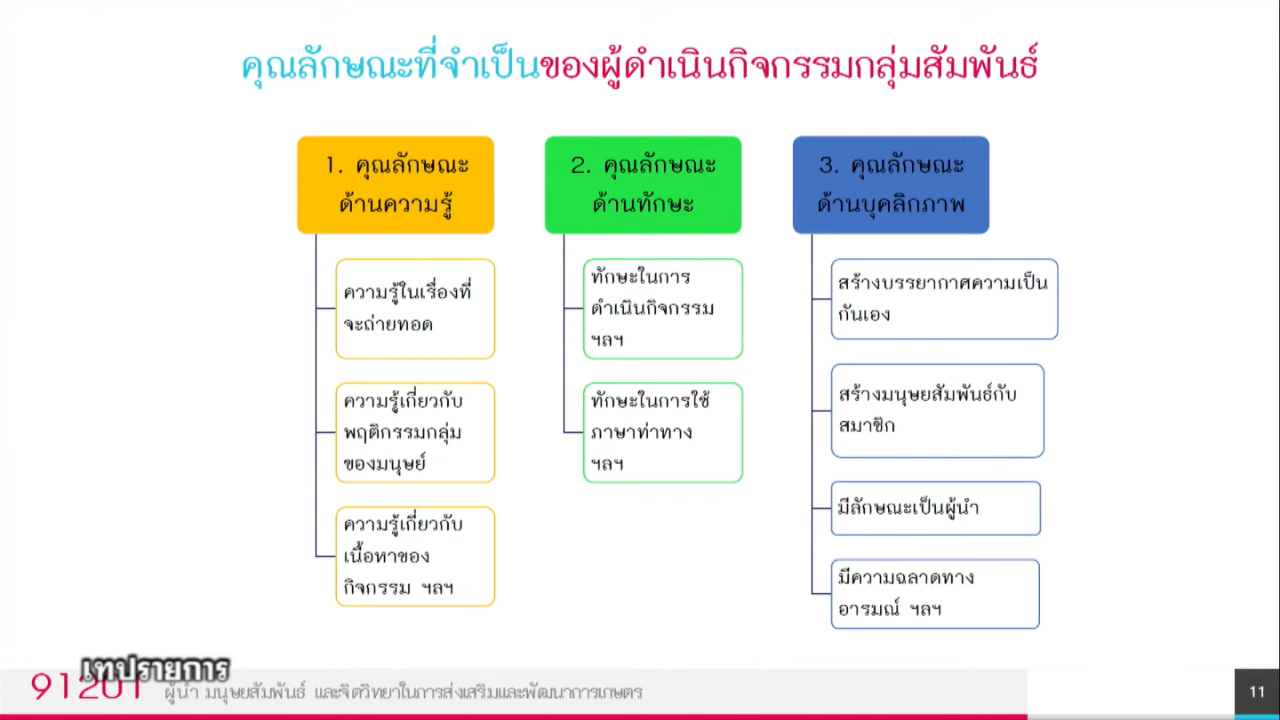 คุณลักษณะที่จำเป็นของผู้ดำเนินกิจกรรมกลุ่มสัมพันธ์
1. คุณลักษณะ
ด้านความรู้
ความรู้ในเรื่องที่
จะถ่ายทอด
ความรู้เกี่ยวกับ
พฤติกรรมกลุ่ม
ของมนุษย์
ความรู้เกี่ยวกับ
เนื้อหาของ
กิจกรรม ฯลฯ
2. คุณลักษณะ
ด้านทักษะ
ทักษะในการ
ดำเนินกิจกรรม
ฯลฯ
ทักษะในการใช้
ภาษาท่าทาง
ฯลฯ
3. คุณลักษณะ
ด้านบุคลิกภาพ
สร้างบรรยากาศความเป็น
กันเอง
สร้างมนุษยสัมพันธ์กับ
สมาชิก
มีลักษณะเป็นผู้นำ
มีความฉลาดทาง
อารมณ์ ฯลฯ
เทปรายการ
91201 ผู้นำ มนุษยสัมพันธ์ และจิตวิทยาในการส่งเสริมและพัฒนาการเกษตร
11